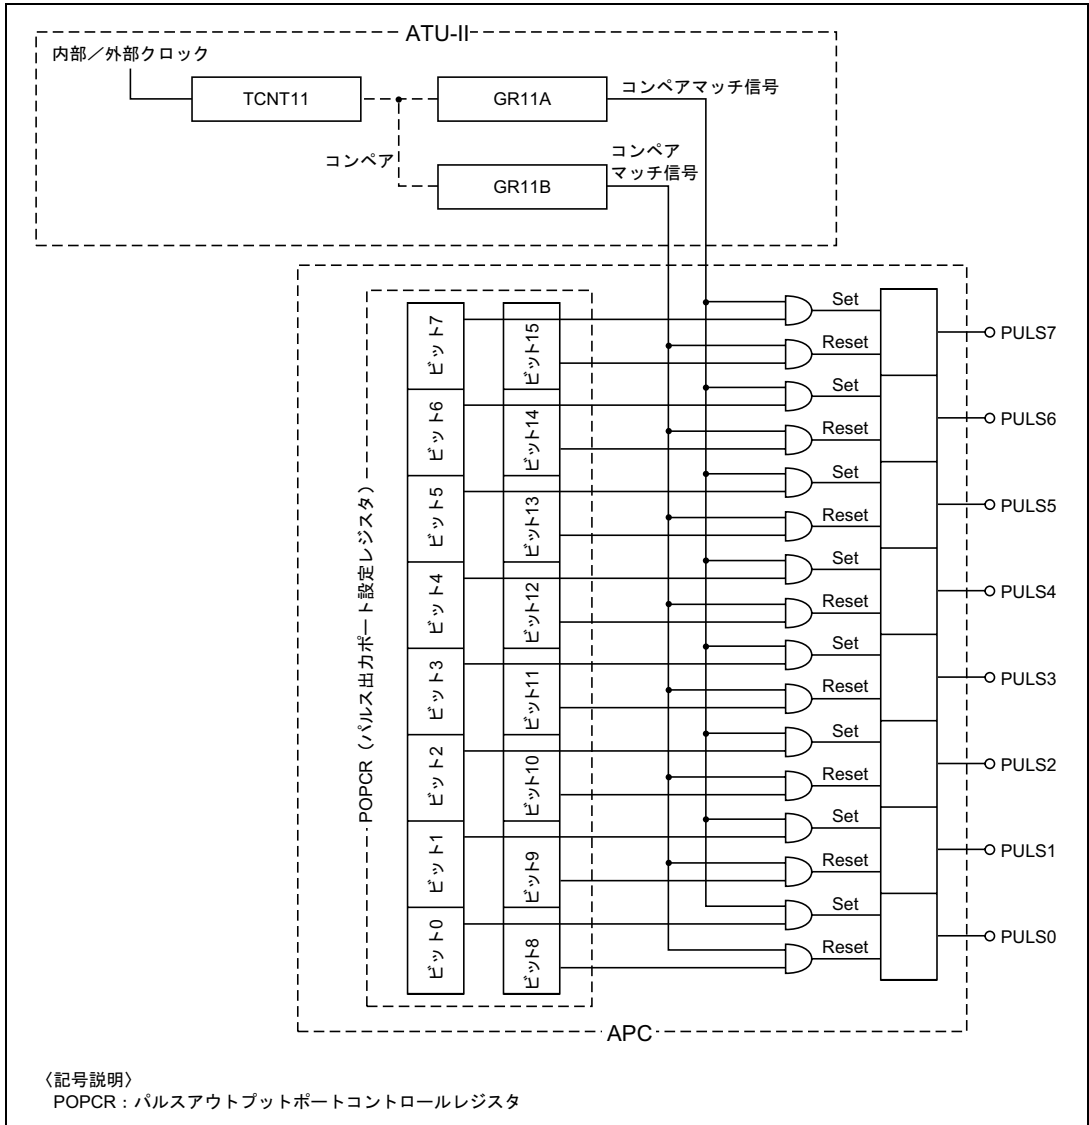 ATU-II
内部／外部クロック
TCNT11
GR11A
コンペアマッチ信号
コンペア
GR11B
コンペア
マッチ信号
POPCR（パルス出力ポート設定レジスタ）
ビット7
ビット15
Set
Reset
PULS7
ビット6
ビット14
Set
Reset
PULS6
ビット5
ビット13
Set
Reset
PULS5
ビット4
ビット12
Set
Reset
PULS4
ビット3
ビット11
Set
Reset
PULS3
ビット2
ビット10
Set
Reset
PULS2
ビット1
ビット9
Set
Reset
PULS1
ビット0
ビット8
Set
Reset
PULS0
APC
〈記号説明〉
POPCR：パルスアウトプットポートコントロールレジスタ